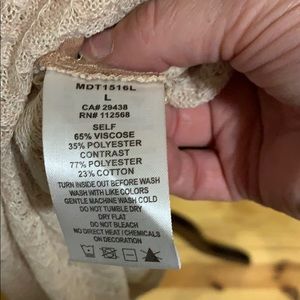 MDT1516L
L
CA# 29438
RN# 112568
SELF
65% VISCOSE
35% POLYESTER
CONTRAST
77% POLYESTER
23% COTTON
TURN INSIDE OUT BEFORE WASH
WASH WITH LIKE COLORS
GENTLE MACHINE WASH COLD
DO NOT TUMBLE DRY
DRY FLAT
DO NOT BLEACH
NO DIRECT HEAT / CHEMICALS
ON DECORATION